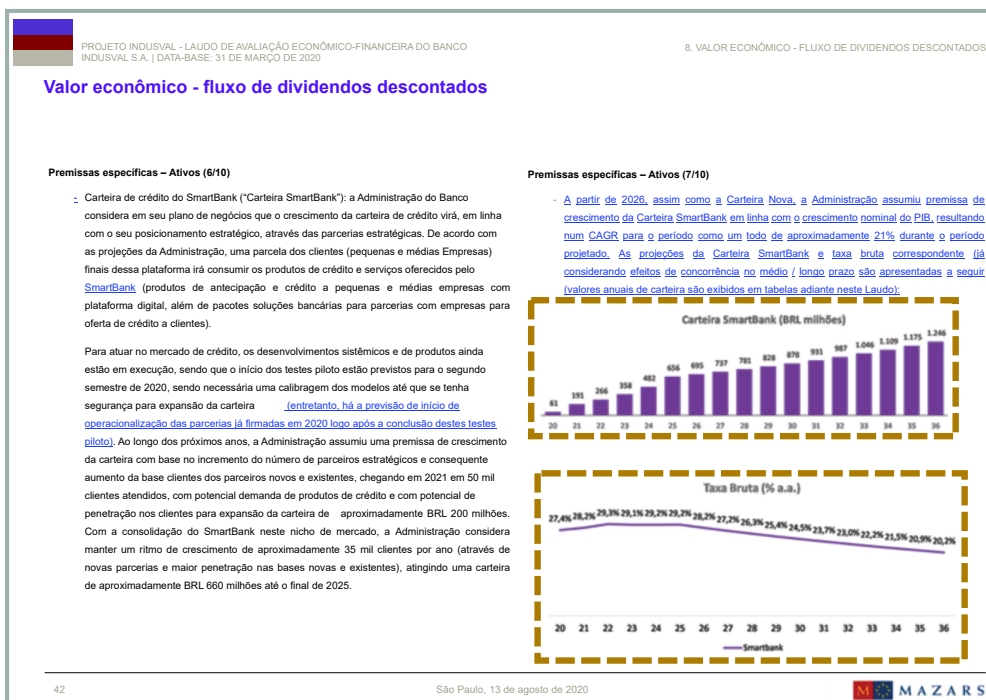 PROJETO INDUSVAL - LAUDO DE AVALIAÇÃO ECONÔMICO-FINANCEIRA DO BANCO
INDUSVAL S.A. | DATA-BASE: 31 DE MARÇO DE 2020
8. VALOR ECONÔMICO - FLUXO DE DIVIDENDOS DESCONTADOS
Valor econômico - fluxo de dividendos descontados
Premissas específicas – Ativos (6/10)
- Carteira de crédito do SmartBank (“Carteira SmartBank”): a Administração do Banco
considera em seu plano de negócios que o crescimento da carteira de crédito virá, em linha
com o seu posicionamento estratégico, através das parcerias estratégicas. De acordo com
as projeções da Administração, uma parcela dos clientes (pequenas e médias Empresas)
finais dessa plataforma irá consumir os produtos de crédito e serviços oferecidos pelo
SmartBank (produtos de antecipação e crédito a pequenas e médias empresas com
plataforma digital, além de pacotes soluções bancárias para parcerias com empresas para
oferta de crédito a clientes).
Para atuar no mercado de crédito, os desenvolvimentos sistêmicos e de produtos ainda
estão em execução, sendo que o início dos testes piloto estão previstos para o segundo
semestre de 2020, sendo necessária uma calibragem dos modelos até que se tenha
segurança para expansão da carteira (entretanto, há a previsão de início de
operacionalização das parcerias já firmadas em 2020 logo após a conclusão destes testes
piloto). Ao longo dos próximos anos, a Administração assumiu uma premissa de crescimento
da carteira com base no incremento do número de parceiros estratégicos e consequente
aumento da base clientes dos parceiros novos e existentes, chegando em 2021 em 50 mil
clientes atendidos, com potencial demanda de produtos de crédito e com potencial de
penetração nos clientes para expansão da carteira de aproximadamente BRL 200 milhões.
Com a consolidação do SmartBank neste nicho de mercado, a Administração considera
manter um ritmo de crescimento de aproximadamente 35 mil clientes por ano (através de
novas parcerias e maior penetração nas bases novas e existentes), atingindo uma carteira
de aproximadamente BRL 660 milhões até o final de 2025.
Premissas específicas – Ativos (7/10)
- A partir de 2026, assim como a Carteira Nova, a Administração assumiu premissa de
crescimento da Carteira SmartBank em linha com o crescimento nominal do PIB, resultando
num CAGR para o período como um todo de aproximadamente 21% durante o período
projetado. As projeções da Carteira SmartBank e taxa bruta correspondente (já
considerando efeitos de concorrência no médio / longo prazo são apresentadas a seguir
(valores anuais de carteira são exibidos em tabelas adiante neste Laudo):
Carteira SmartBank (BRL milhões)
61 191 266 358 482 656 695 737 781 828 878 931 987 1.046 1.109 1.175 1.246
20 21 22 23 24 25 26 27 28 29 30 31 32 33 34 35 36
Taxa Bruta (% a.a.)
27,4% 28,2% 29,3% 29,1% 29,2% 29,2% 28,2% 27,2% 26,3% 25,4% 24,5% 23,7% 23,0% 22,2% 21,5% 20,9% 20,2%
20 21 22 23 24 25 26 27 28 29 30 31 32 33 34 35 36
Smartbank
42
São Paulo, 13 de agosto de 2020
M MAZARS